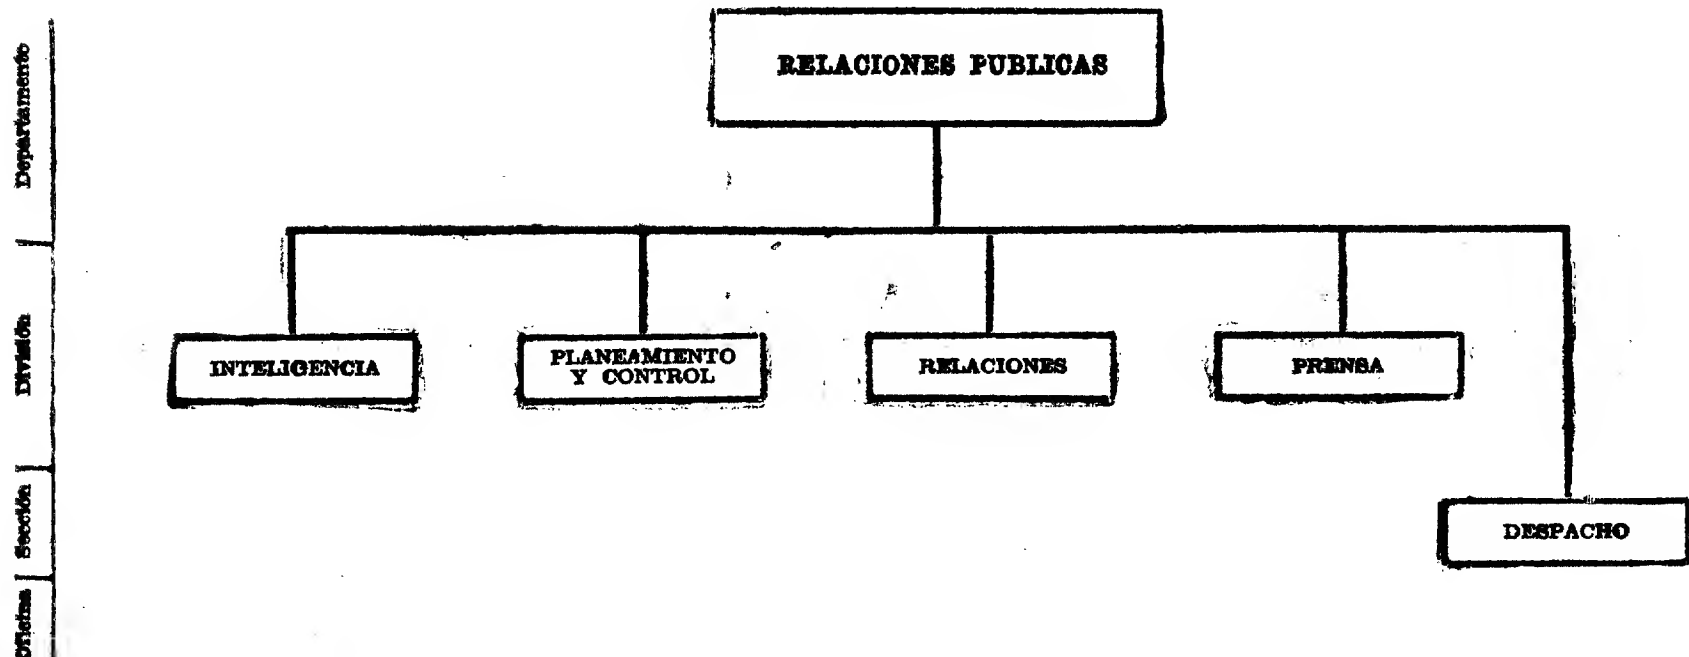 Departamento
RELACIONES PUBLICAS
División
INTELIGENCIA
PLANEAMIENTO
Y CONTROL
RELACIONES
PRENSA
Sección
DESPACHO
Oficina